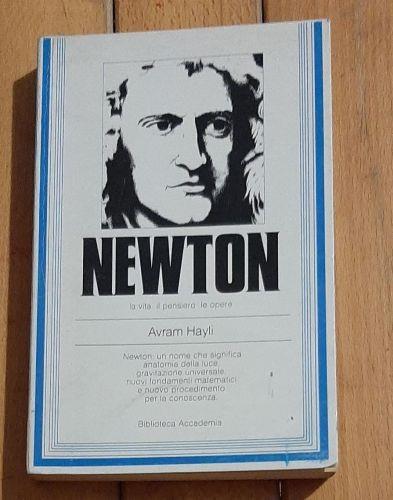 NEWTON
la vita il pensiero le opere
Avram Hayli
Newton: un nome che significa
anatomia della luce,
gravitazione universale,
nuovi fondamenti matematici
e nuovo procedimento
per la conoscenza.
Biblioteca Accademia